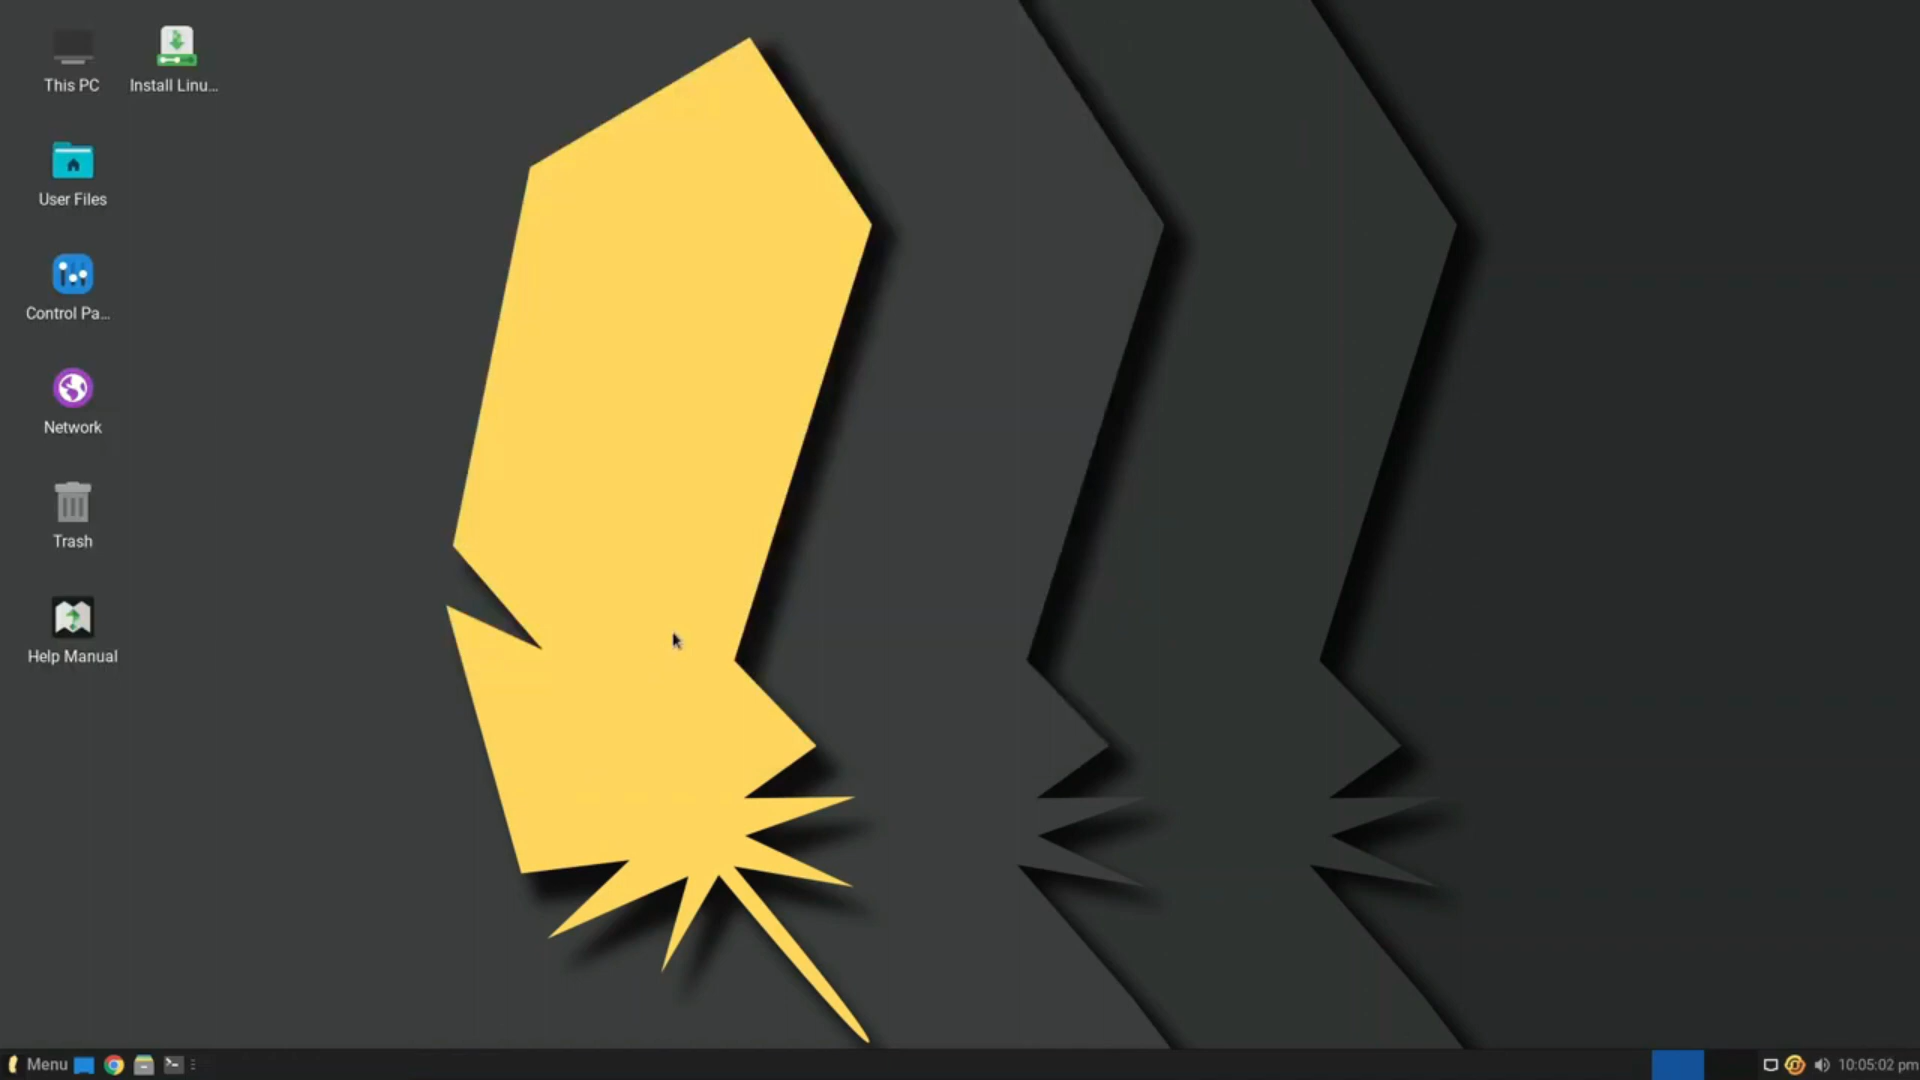 This PC
Install Linu...
User Files
Control Pa...
Network
Trash
Help Manual
Menu
10:05:02 pm